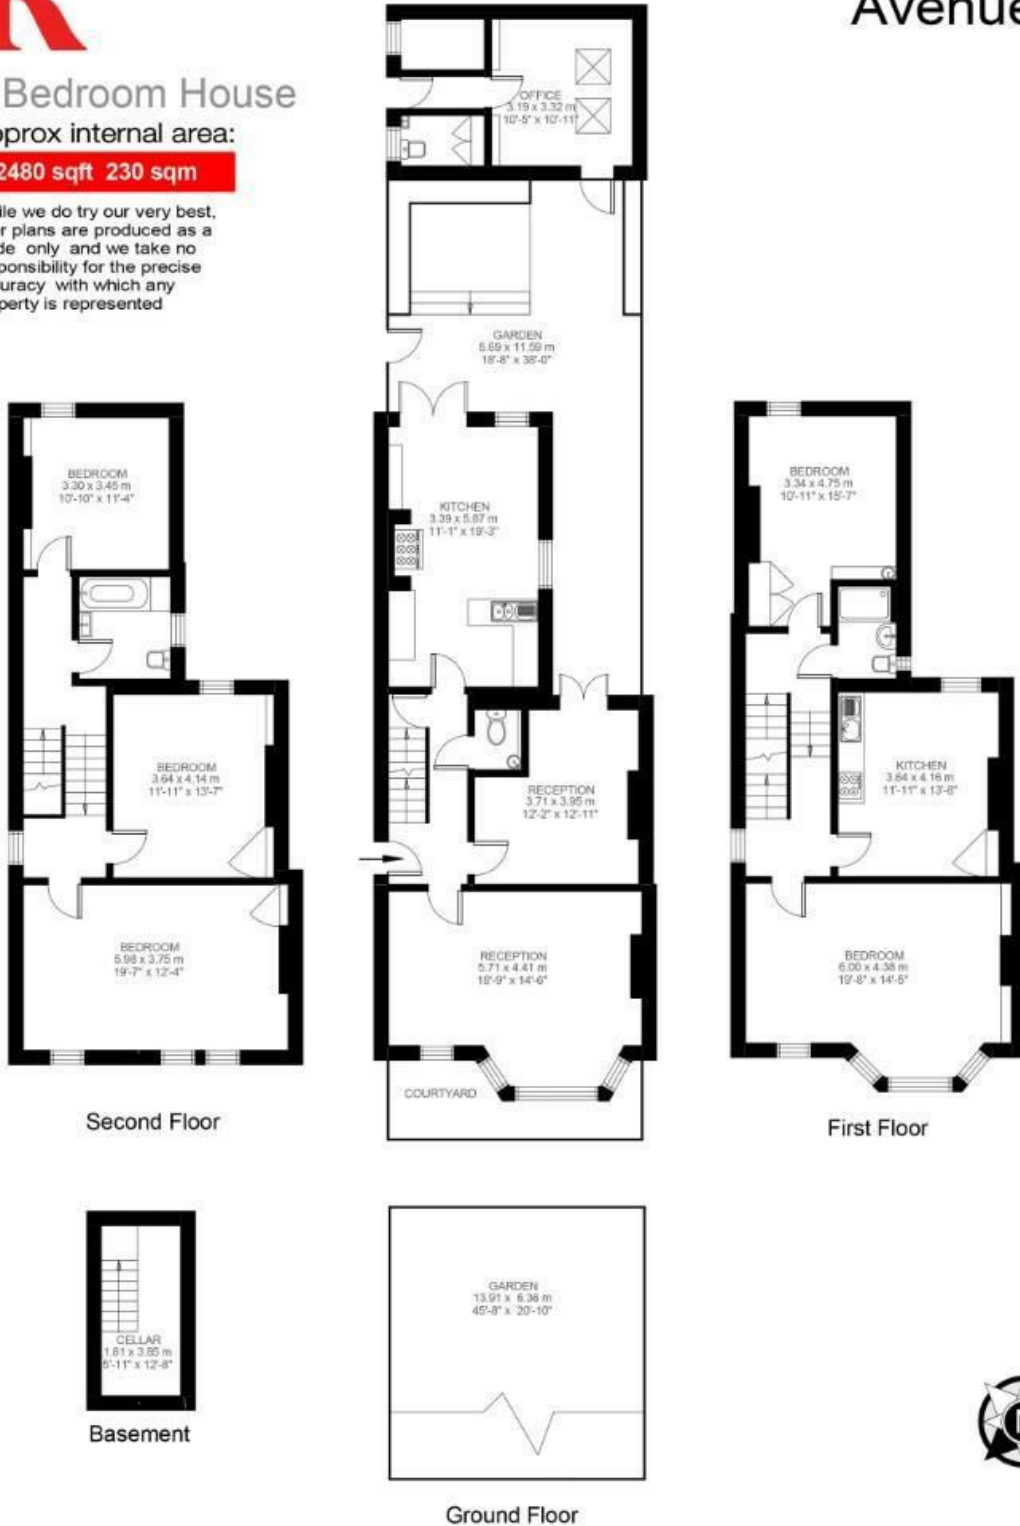 Avenue
Bedroom House
approx internal area:
2480 sqft 230 sqm
while we do try our very best,
plans are produced as a
only and we take no
responsibility for the precise
accuracy with which any
property is represented
OFFICE
3.19 x 3.32 m
10'-5" x 10'-11"
GARDEN
5.69 x 11.59 m
18'-8" x 38'-0"
BEDROOM
3.30 x 3.45 m
10'-10" x 11'-4"
KITCHEN
3.39 x 5.87 m
11'-1" x 19'-3"
BEDROOM
3.34 x 4.75 m
10'-11" x 15'-7"
BEDROOM
3.64 x 4.14 m
11'-11" x 13'-7"
RECEPTION
3.71 x 3.95 m
12'-2" x 12'-11"
KITCHEN
3.64 x 4.16 m
11'-11" x 13'-8"
BEDROOM
5.98 x 3.75 m
19'-7" x 12'-4"
RECEPTION
5.71 x 4.41 m
18'-9" x 14'-6"
BEDROOM
6.00 x 4.38 m
19'-8" x 14'-5"
COURTYARD
Second Floor
First Floor
CELLAR
1.81 x 3.85 m
5'-11" x 12'-8"
Basement
GARDEN
13.91 x 6.36 m
45'-8" x 20'-10"
Ground Floor